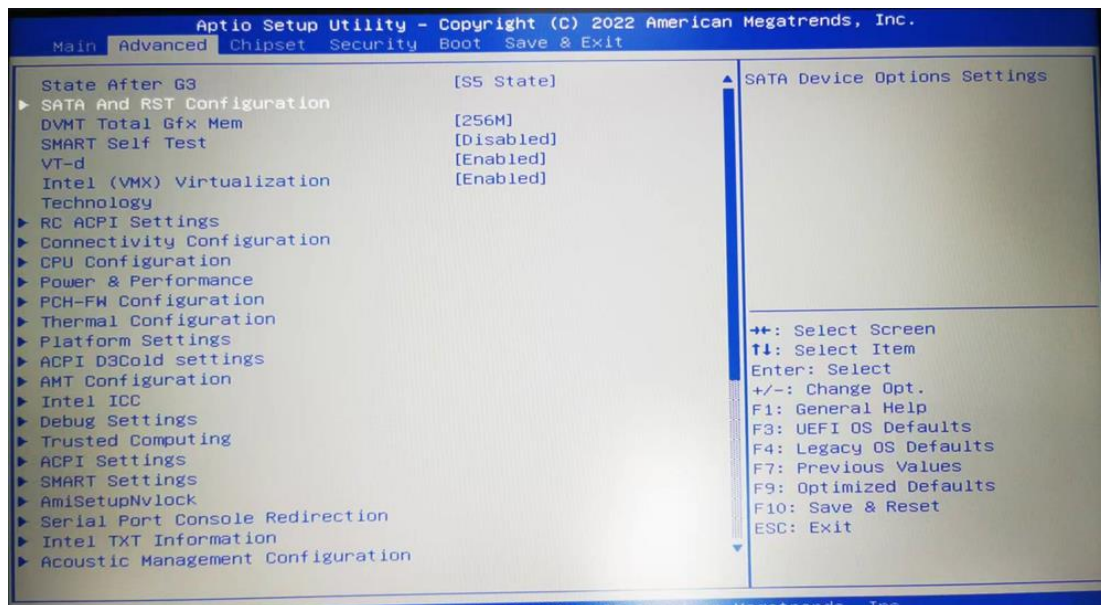 Aptio Setup Utility – Copyright (C) 2022 American Megatrends, Inc.
Main Advanced Chipset Security Boot Save & Exit
State After G3 [S5 State]
► SATA And RST Configuration
DVMT Total Gfx Mem [256M]
SMART Self Test [Disabled]
VT-d [Enabled]
Intel (VMX) Virtualization [Enabled]
Technology
► RC ACPI Settings
► Connectivity Configuration
► CPU Configuration
► Power & Performance
► PCH-FW Configuration
► Thermal Configuration
► Platform Settings
► ACPI D3Cold settings
► AMT Configuration
► Intel ICC
► Debug Settings
► Trusted Computing
► ACPI Settings
► SMART Settings
► AmiSetupNvlock
► Serial Port Console Redirection
► Intel TXT Information
► Acoustic Management Configuration
SATA Device Options Settings
→←: Select Screen
↑↓: Select Item
Enter: Select
+/-: Change Opt.
F1: General Help
F3: UEFI OS Defaults
F4: Legacy OS Defaults
F7: Previous Values
F9: Optimized Defaults
F10: Save & Reset
ESC: Exit